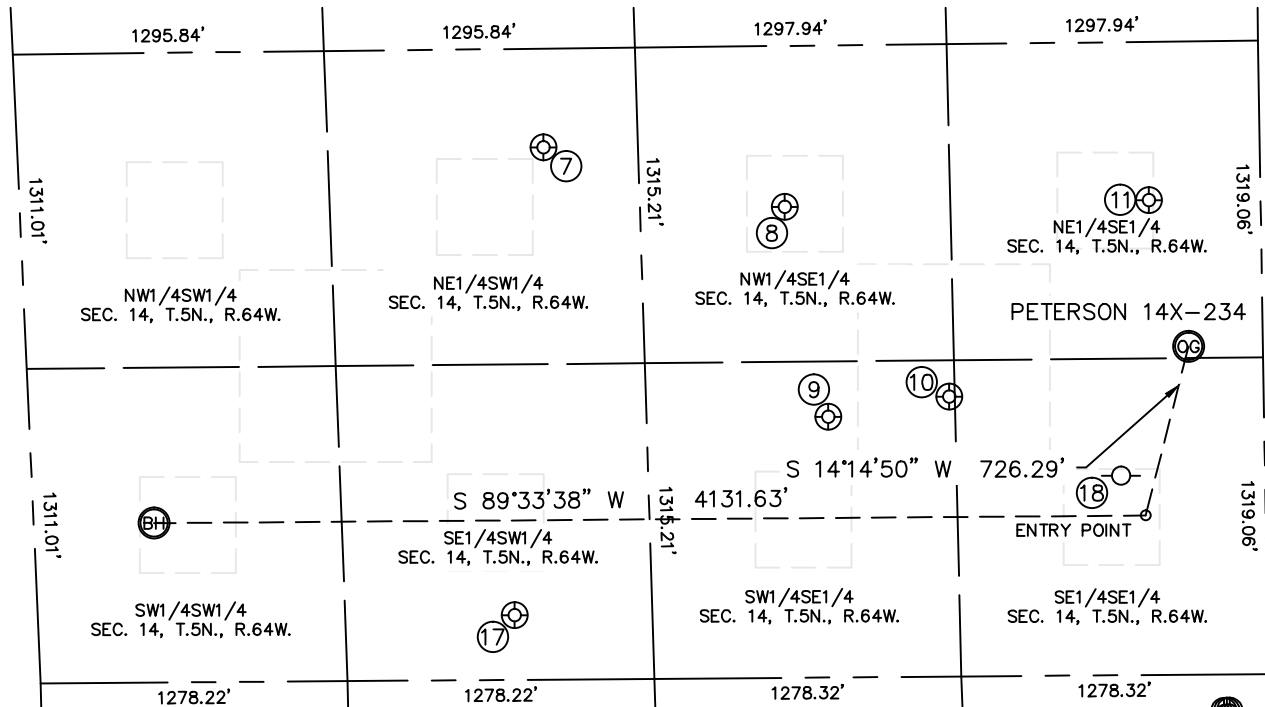 1295.84'
1295.84'
1297.94'
1297.94'
7
8
11
1311.01'
1315.21'
1319.06'
NE1/4SE1/4
SEC. 14, T.5N., R.64W.
NW1/4SW1/4
SEC. 14, T.5N., R.64W.
NE1/4SW1/4
SEC. 14, T.5N., R.64W.
NW1/4SE1/4
SEC. 14, T.5N., R.64W.
PETERSON 14X-234
OG
9
10
S 14°14'50" W 726.29'
18
S 89°33'38" W 4131.63'
BH
1311.01'
1315.21'
1319.06'
ENTRY POINT
SE1/4SW1/4
SEC. 14, T.5N., R.64W.
SW1/4SW1/4
SEC. 14, T.5N., R.64W.
17
SW1/4SE1/4
SEC. 14, T.5N., R.64W.
SE1/4SE1/4
SEC. 14, T.5N., R.64W.
1278.22'
1278.22'
1278.32'
1278.32'